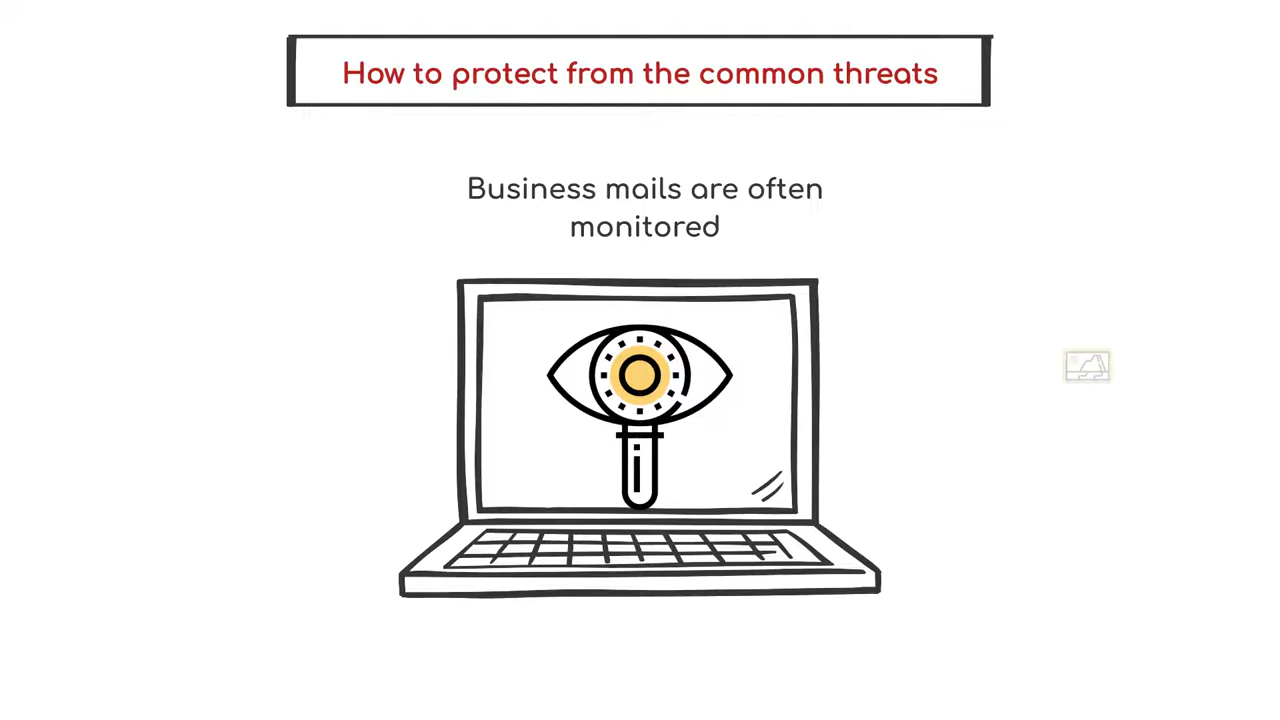 How to protect from the common threats
Business mails are often
monitored